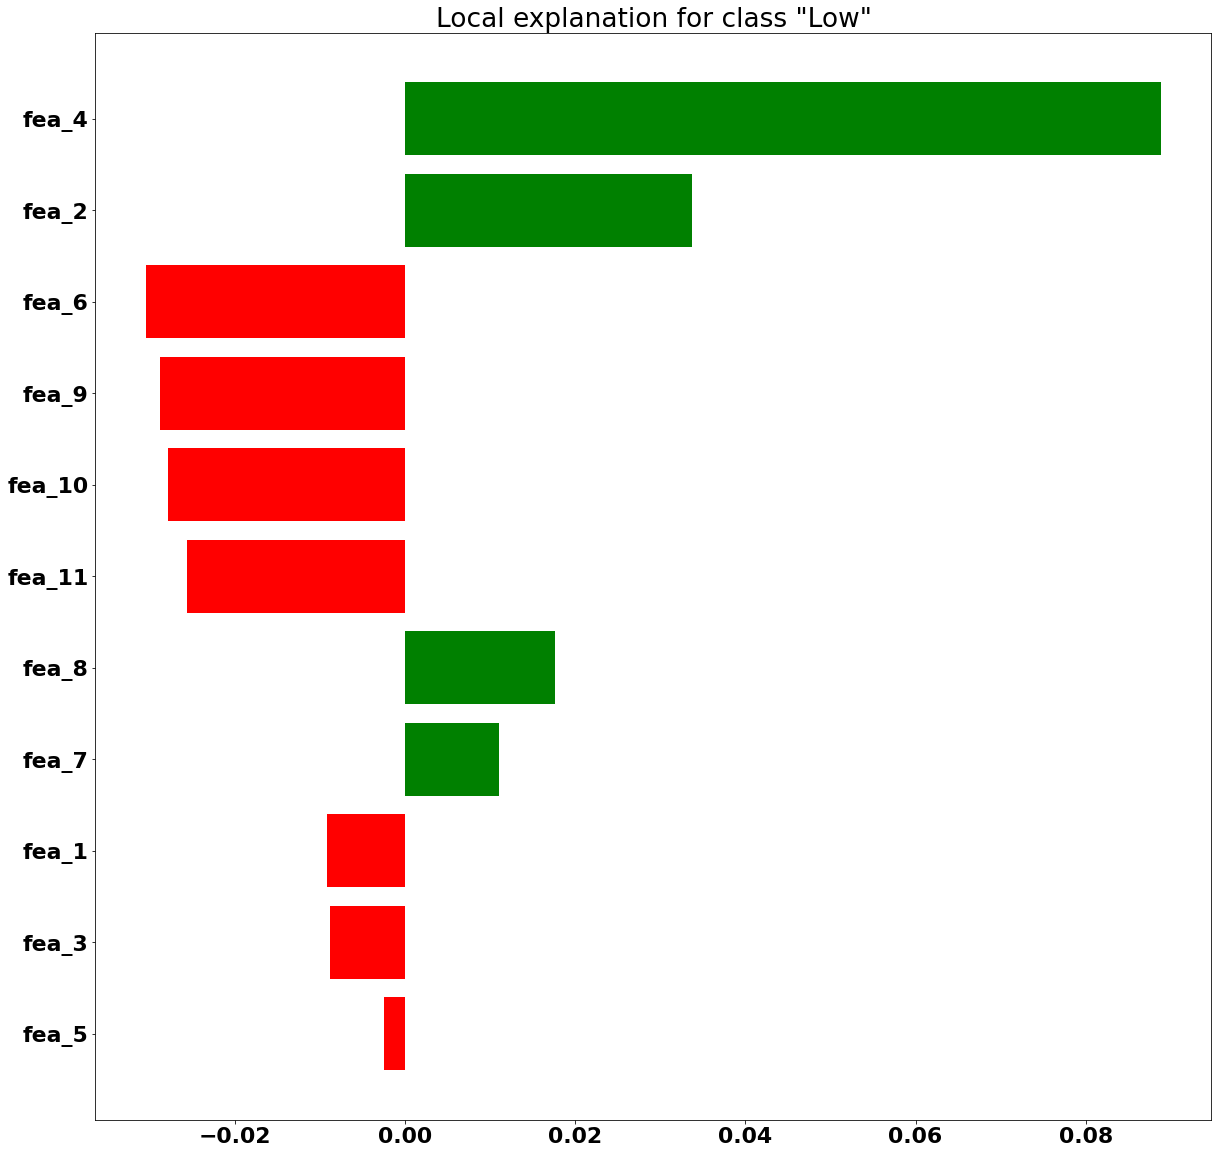 Local explanation for class "Low"
fea_4
fea_2
fea_6
fea_9
fea_10
fea_11
fea_8
fea_7
fea_1
fea_3
fea_5
−0.02 0.00 0.02 0.04 0.06 0.08